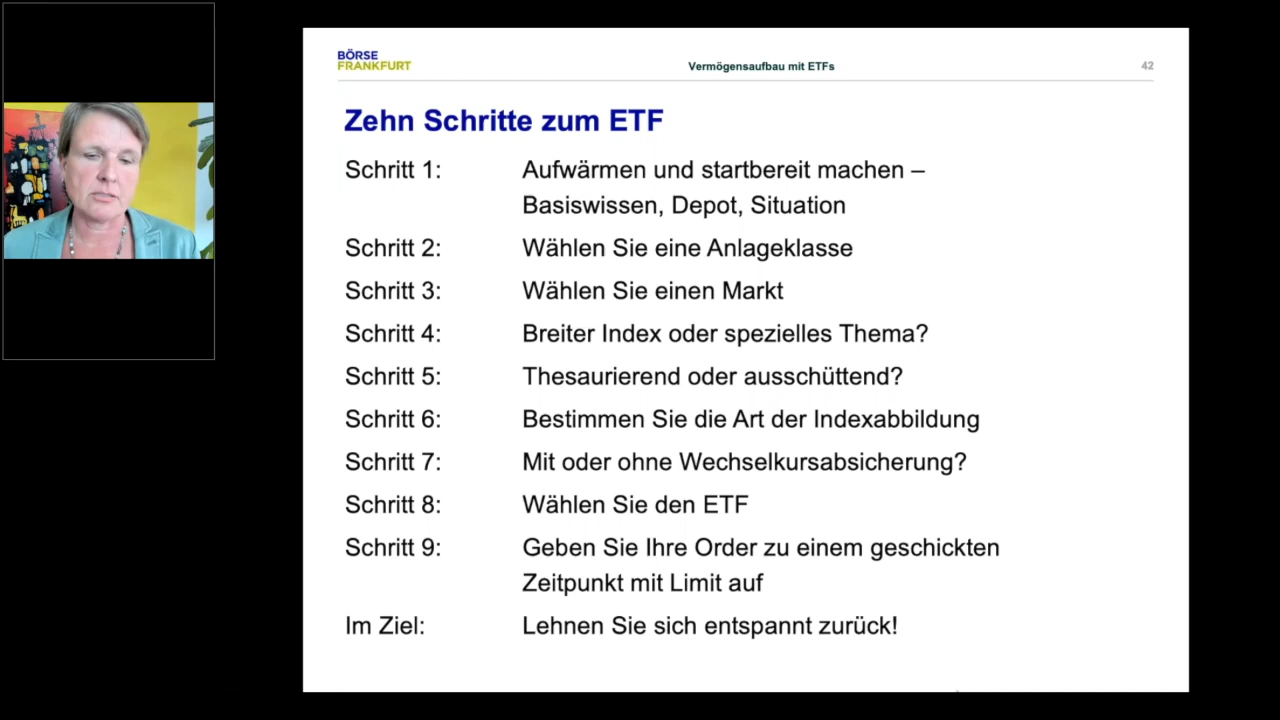 BÖRSE
FRANKFURT
Vermögensaufbau mit ETFs
42
Zehn Schritte zum ETF
Schritt 1: Aufwärmen und startbereit machen –
Basiswissen, Depot, Situation
Schritt 2: Wählen Sie eine Anlageklasse
Schritt 3: Wählen Sie einen Markt
Schritt 4: Breiter Index oder spezielles Thema?
Schritt 5: Thesaurierend oder ausschüttend?
Schritt 6: Bestimmen Sie die Art der Indexabbildung
Schritt 7: Mit oder ohne Wechselkursabsicherung?
Schritt 8: Wählen Sie den ETF
Schritt 9: Geben Sie Ihre Order zu einem geschickten
Zeitpunkt mit Limit auf
Im Ziel: Lehnen Sie sich entspannt zurück!